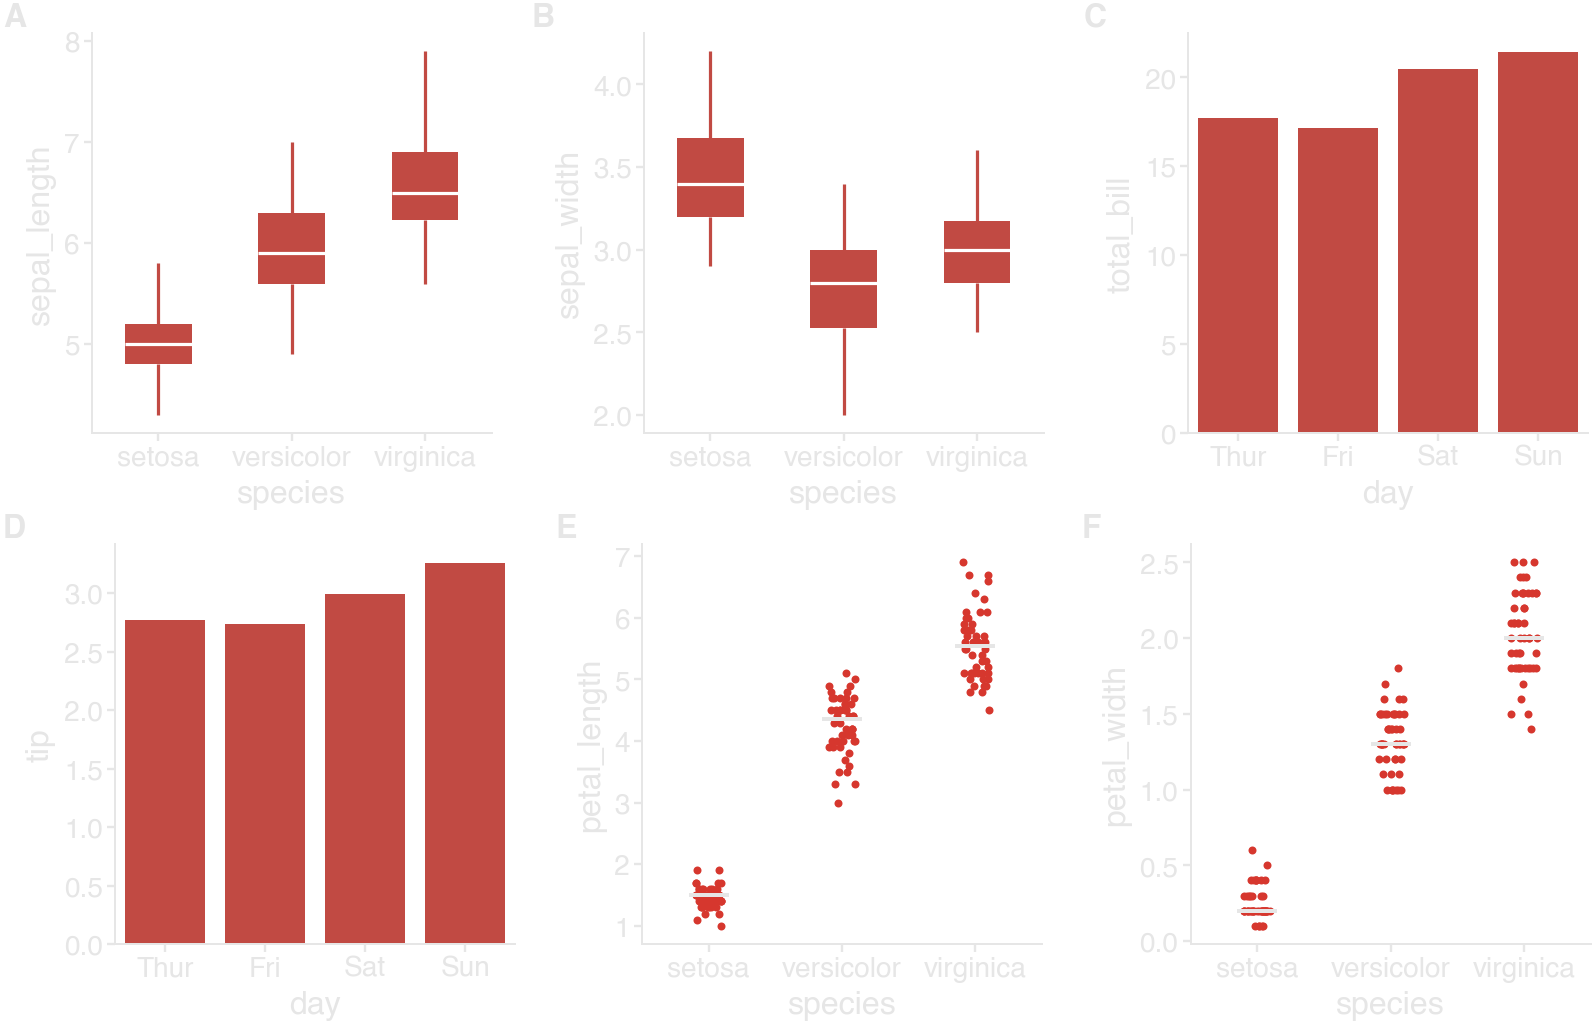 A
sepal_length
8
7
6
5
setosa versicolor virginica
species
B
sepal_width
4.0
3.5
3.0
2.5
2.0
setosa versicolor virginica
species
C
total_bill
20
15
10
5
0
Thur Fri Sat Sun
day
D
tip
3.0
2.5
2.0
1.5
1.0
0.5
0.0
Thur Fri Sat Sun
day
E
petal_length
7
6
5
4
3
2
1
setosa versicolor virginica
species
F
petal_width
2.5
2.0
1.5
1.0
0.5
0.0
setosa versicolor virginica
species